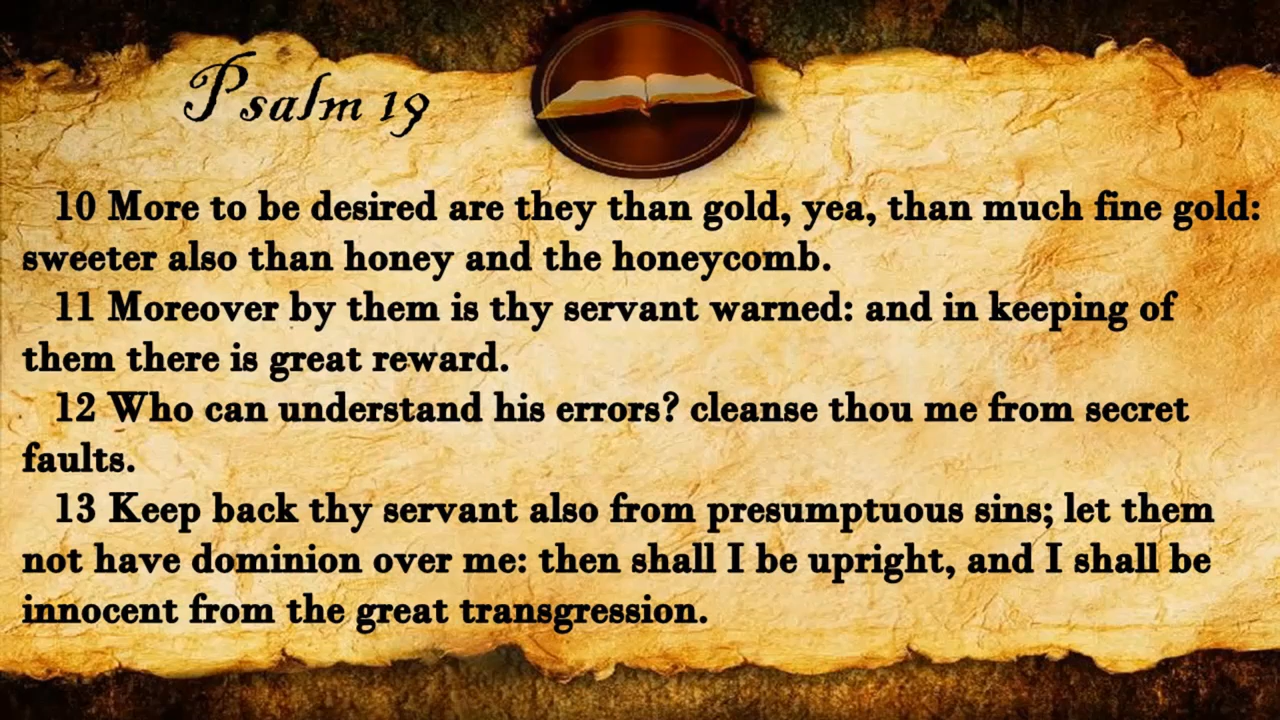 Psalm 19
10 More to be desired are they than gold, yea, than much fine gold:
sweeter also than honey and the honeycomb.
11 Moreover by them is thy servant warned: and in keeping of
them there is great reward.
12 Who can understand his errors? cleanse thou me from secret
faults.
13 Keep back thy servant also from presumptuous sins; let them
not have dominion over me: then shall I be upright, and I shall be
innocent from the great transgression.